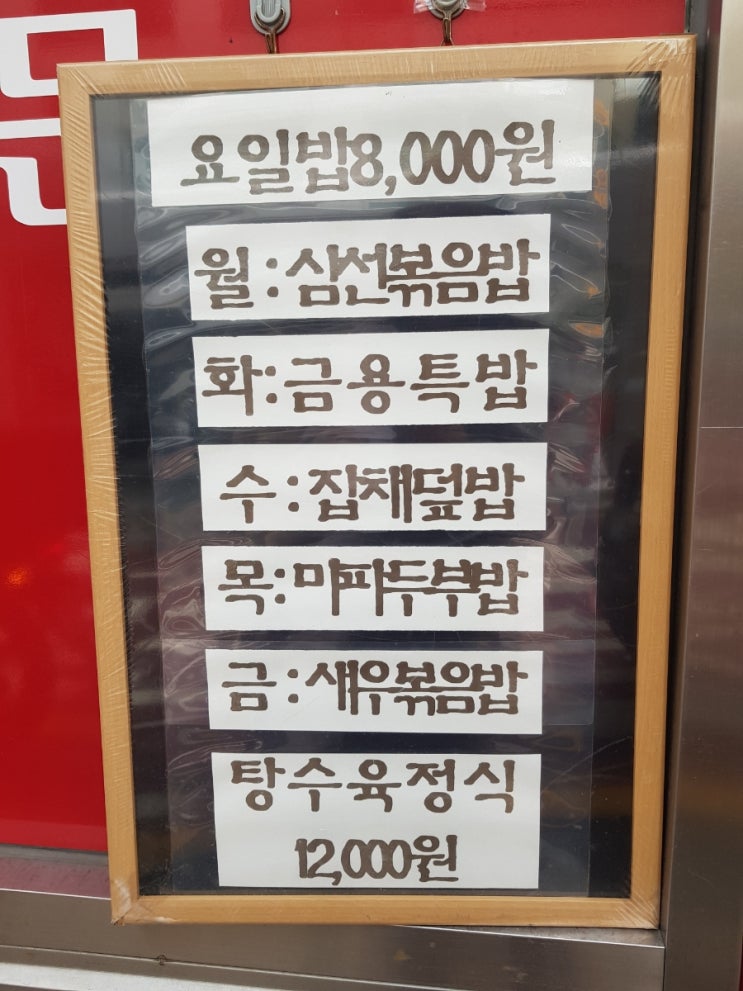 요일밥8,000원
월:삼선볶음밥
화:금용특밥
수:잡채덮밥
목:마파두부밥
금:새우볶음밥
탕수육정식
12,000원